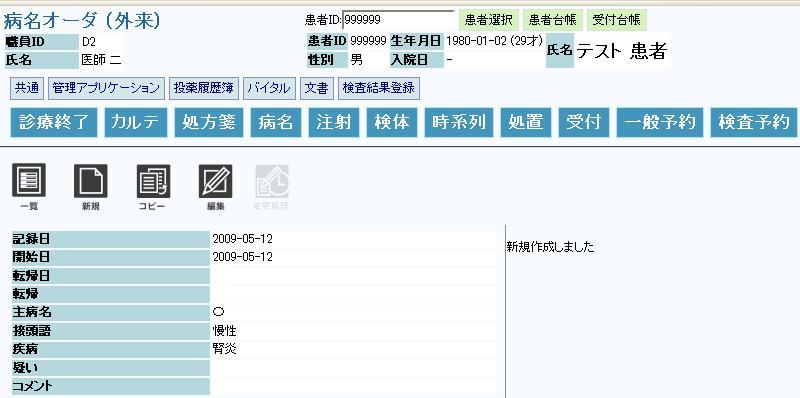 病名オーダ (外来) 患者ID: 999999 患者選択 患者台帳 受付台帳
職員ID D2 患者ID 999999 生年月日 1980-01-02 (29才) 氏名 テスト 患者
氏名 医師 二 性別 男 入院日 -
共通 管理アプリケーション 投薬履歴簿 バイタル 文書 検査結果登録
診療終了 カルテ 処方箋 病名 注射 検体 時系列 処置 受付 一般予約 検査予約
一覧 新規 コピー 編集 変更履歴
記録日 2009-05-12
新規作成しました
開始日 2009-05-12
転帰日
転帰
主病名 〇
接頭語 慢性
疾病 腎炎
疑い
コメント